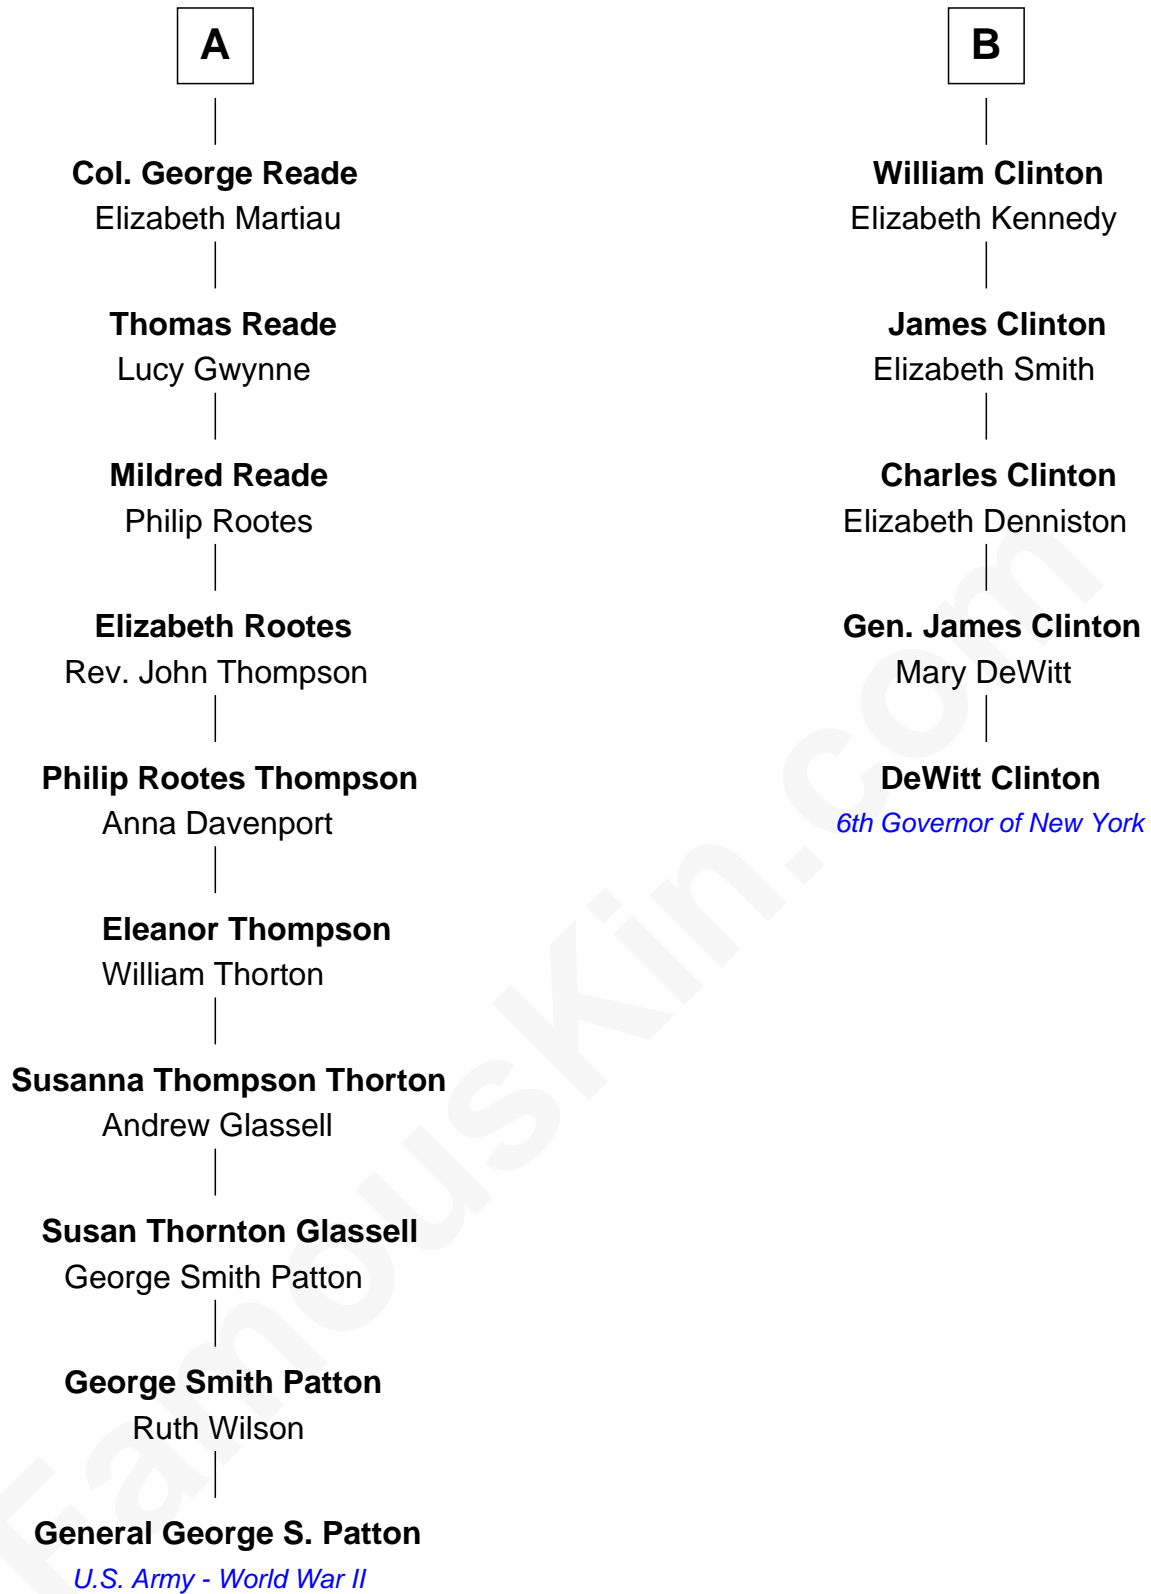 A
Col. George Reade
Elizabeth Martiau
Thomas Reade
Lucy Gwynne
Mildred Reade
Philip Rootes
Elizabeth Rootes
Rev. John Thompson
Philip Rootes Thompson
Anna Davenport
Eleanor Thompson
William Thorton
Susanna Thompson Thorton
Andrew Glassell
Susan Thornton Glassell
George Smith Patton
George Smith Patton
Ruth Wilson
General George S. Patton
U.S. Army - World War II
B
William Clinton
Elizabeth Kennedy
James Clinton
Elizabeth Smith
Charles Clinton
Elizabeth Denniston
Gen. James Clinton
Mary DeWitt
DeWitt Clinton
6th Governor of New York
FamousKin.com